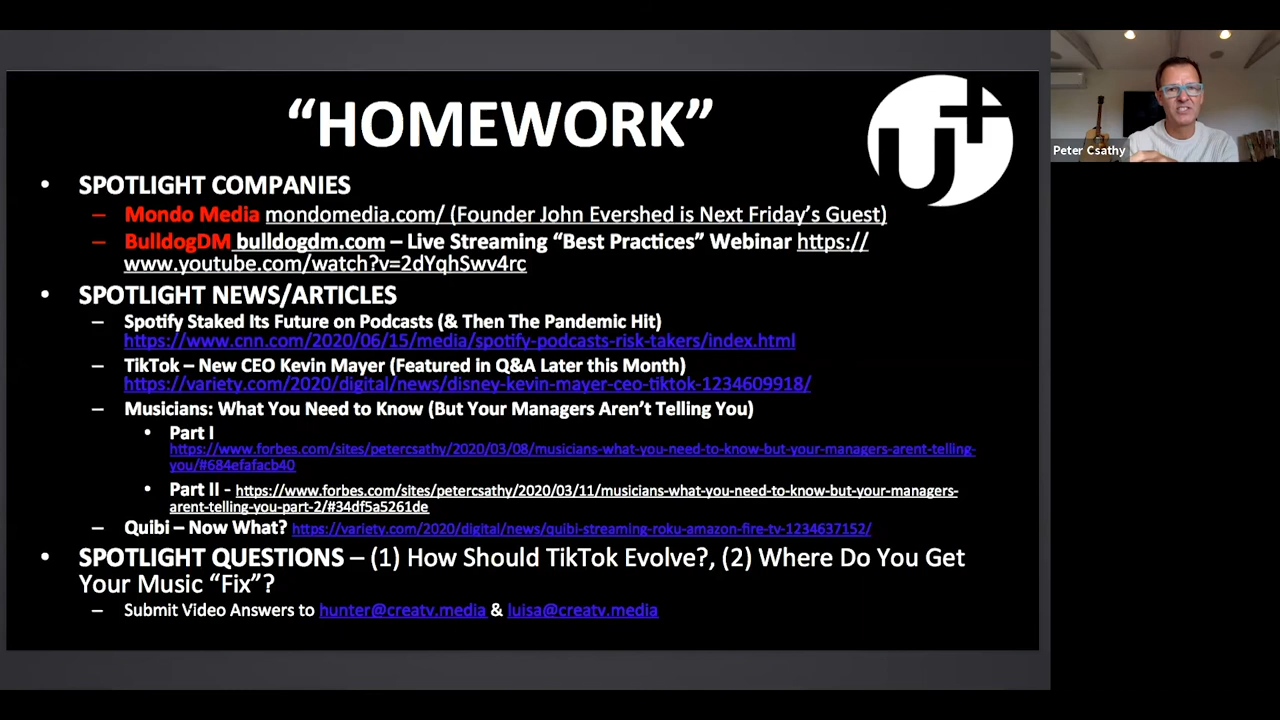 “HOMEWORK”
U+
• SPOTLIGHT COMPANIES
– Mondo Media mondomedia.com/ (Founder John Evershed is Next Friday’s Guest)
– BulldogDM bulldogdm.com – Live Streaming “Best Practices” Webinar https://
www.youtube.com/watch?v=2dYqhSwv4rc
• SPOTLIGHT NEWS/ARTICLES
– Spotify Staked Its Future on Podcasts (& Then The Pandemic Hit)
https://www.cnn.com/2020/06/15/media/spotify-podcasts-risk-takers/index.html
– TikTok – New CEO Kevin Mayer (Featured in Q&A Later this Month)
https://variety.com/2020/digital/news/disney-kevin-mayer-ceo-tiktok-1234609918/
– Musicians: What You Need to Know (But Your Managers Aren’t Telling You)
• Part I
https://www.forbes.com/sites/petercsathy/2020/03/08/musicians-what-you-need-to-know-but-your-managers-arent-telling-
you/#684efafacb40
• Part II - https://www.forbes.com/sites/petercsathy/2020/03/11/musicians-what-you-need-to-know-but-your-managers-
arent-telling-you-part-2/#34df5a5261de
– Quibi – Now What? https://variety.com/2020/digital/news/quibi-streaming-roku-amazon-fire-tv-1234637152/
• SPOTLIGHT QUESTIONS – (1) How Should TikTok Evolve?, (2) Where Do You Get
Your Music “Fix”?
– Submit Video Answers to hunter@creatv.media & luisa@creatv.media
Peter Csathy